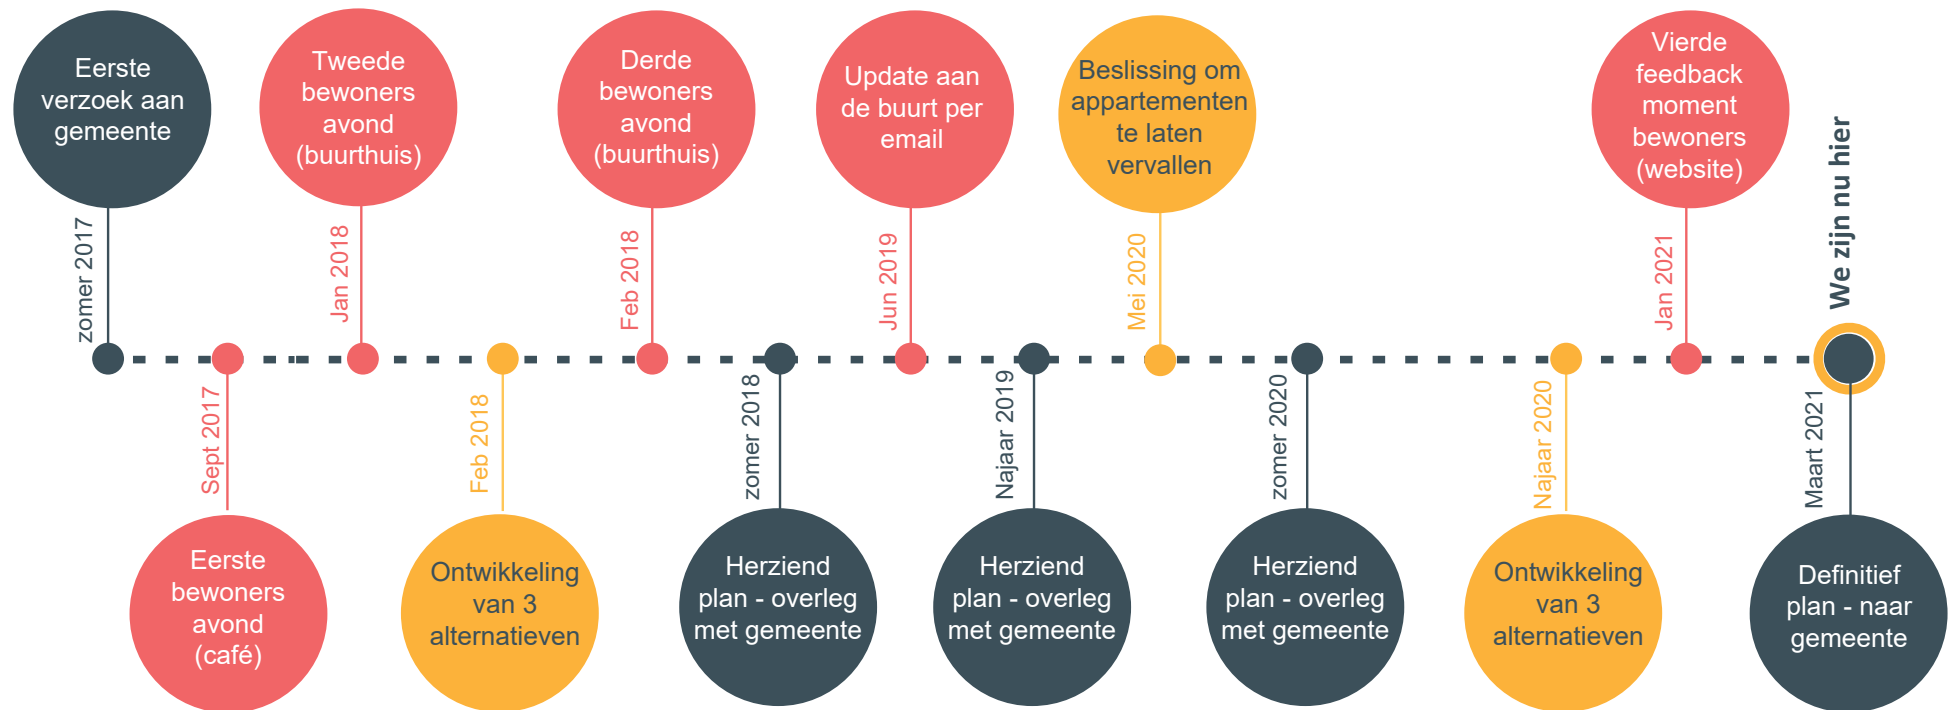 Eerste
verzoek aan
gemeente
zomer 2017
Sept 2017
Eerste
bewoners
avond
(café)
Tweede
bewoners
avond
(buurthuis)
Jan 2018
Feb 2018
Ontwikkeling
van 3
alternatieven
Derde
bewoners
avond
(buurthuis)
Feb 2018
zomer 2018
Herziend
plan - overleg
met gemeente
Update aan
de buurt per
email
Jun 2019
Najaar 2019
Herziend
plan - overleg
met gemeente
Beslissing om
appartementen
te laten
vervallen
Mei 2020
zomer 2020
Herziend
plan - overleg
met gemeente
Najaar 2020
Ontwikkeling
van 3
alternatieven
Vierde
feedback
moment
bewoners
(website)
Jan 2021
We zijn nu hier
Maart 2021
Definitief
plan - naar
gemeente